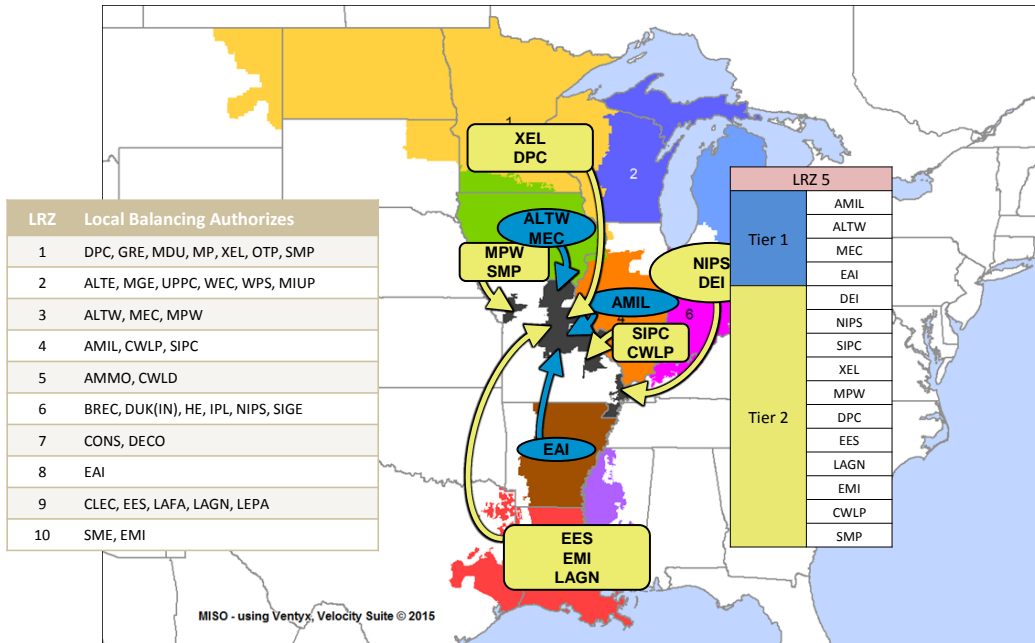 1
XEL
DPC
2
ALTW
MEC
MPW
SMP
NIPS
DEI
AMIL
4
6
SIPC
CWLP
EAI
EES
EMI
LAGN
LRZ Local Balancing Authorizes
1 DPC, GRE, MDU, MP, XEL, OTP, SMP
2 ALTE, MGE, UPPC, WEC, WPS, MIUP
3 ALTW, MEC, MPW
4 AMIL, CWLP, SIPC
5 AMMO, CWLD
6 BREC, DUK(IN), HE, IPL, NIPS, SIGE
7 CONS, DECO
8 EAI
9 CLEC, EES, LAFA, LAGN, LEPA
10 SME, EMI
LRZ 5
Tier 1
AMIL
ALTW
MEC
EAI
Tier 2
DEI
NIPS
SIPC
XEL
MPW
DPC
EES
LAGN
EMI
CWLP
SMP
MISO - using Ventyx, Velocity Suite © 2015